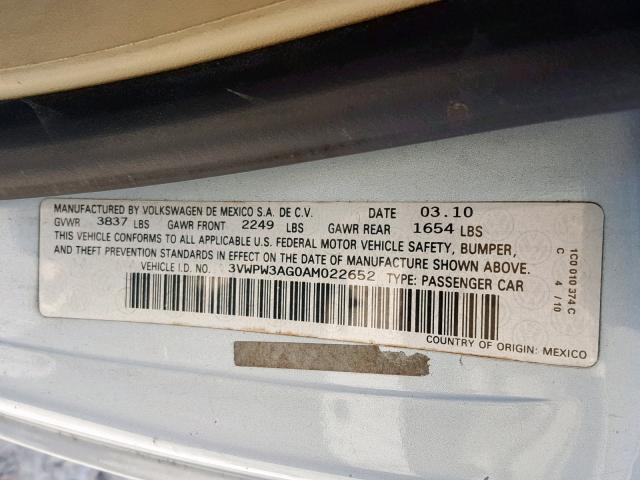 MANUFACTURED BY VOLKSWAGEN DE MEXICO S.A. DE C.V. DATE 03.10
GVWR 3837 LBS GAWR FRONT 2249 LBS GAWR REAR 1654 LBS
THIS VEHICLE CONFORMS TO ALL APPLICABLE U.S. FEDERAL MOTOR VEHICLE SAFETY, BUMPER,
AND THEFT PREVENTION STANDARDS IN EFFECT ON THE DATE OF MANUFACTURE SHOWN ABOVE.
VEHICLE I.D. NO. 3VWPW3AG0AM022652 TYPE: PASSENGER CAR
COUNTRY OF ORIGIN: MEXICO
1C0 010 374 C
C 4/10